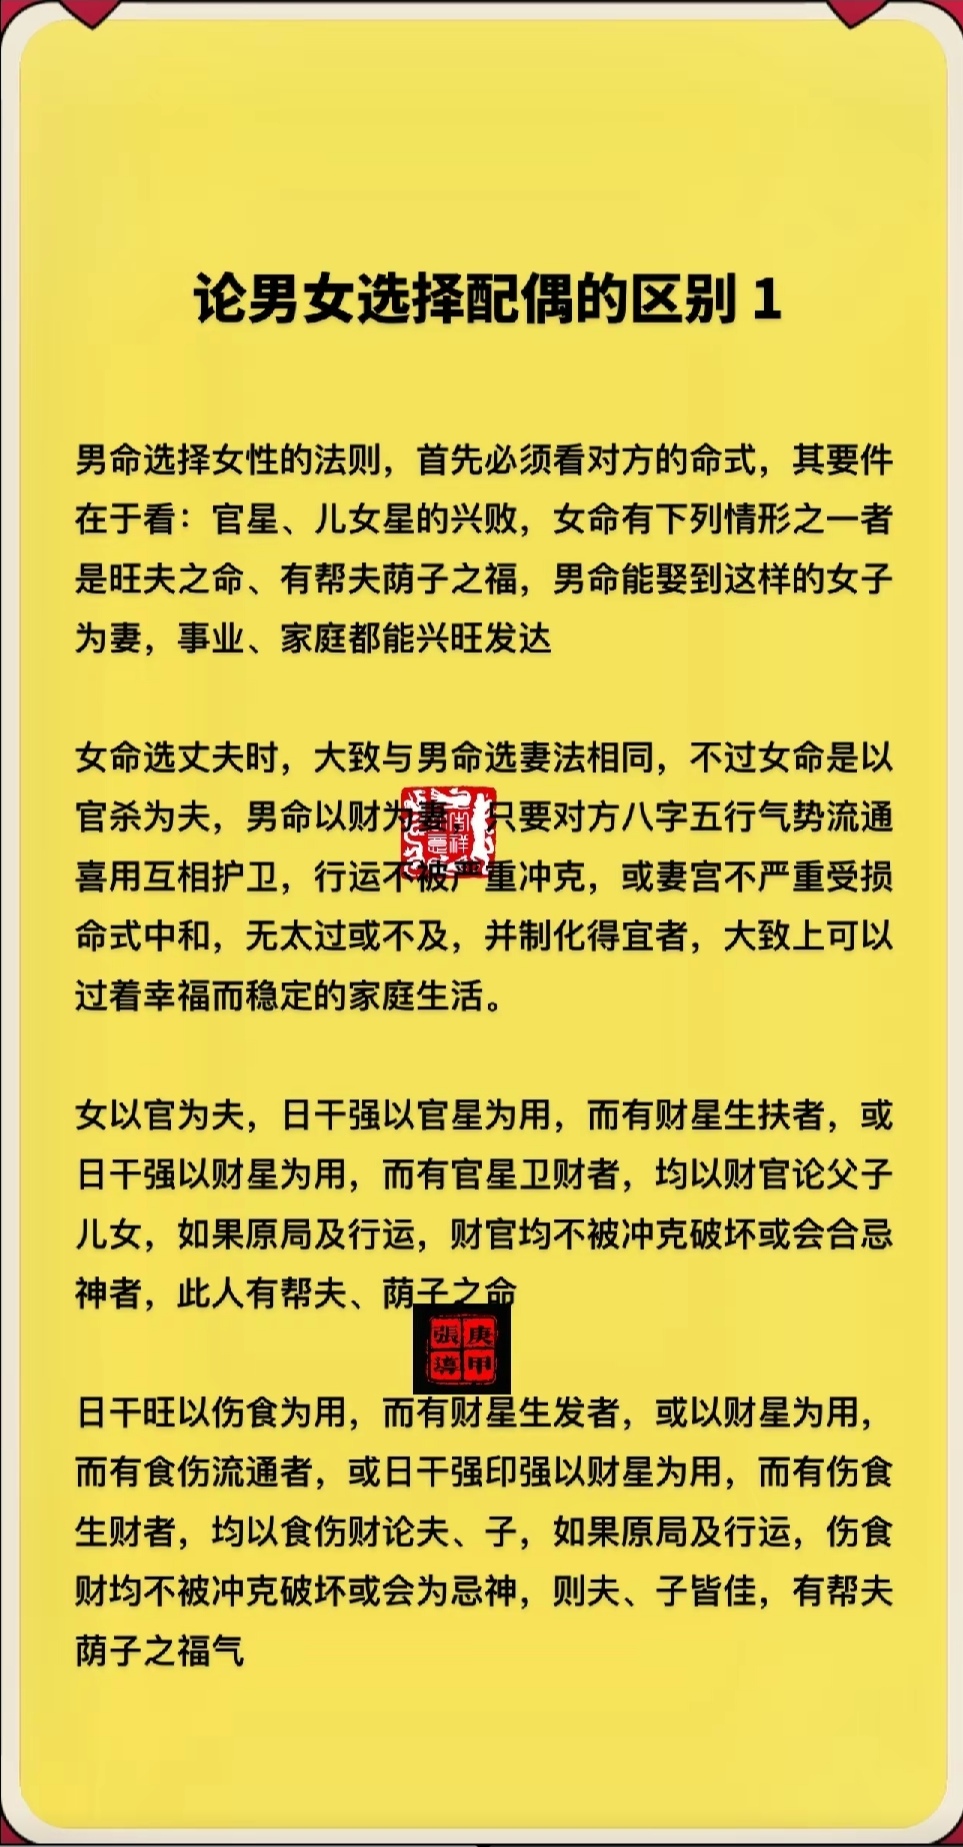 论男女选择配偶的区别 1
男命选择女性的法则，首先必须看对方的命式，其要件
在于看：官星、儿女星的兴败，女命有下列情形之一者
是旺夫之命、有帮夫荫子之福，男命能娶到这样的女子
为妻，事业、家庭都能兴旺发达
女命选丈夫时，大致与男命选妻法相同，不过女命是以
官杀为夫，男命以财为妻，只要对方八字五行气势流通
喜用互相护卫，行运不被严重冲克，或妻宫不严重受损
命式中和，无太过或不及，并制化得宜者，大致上可以
过着幸福而稳定的家庭生活。
女以官为夫，日干强以官星为用，而有财星生扶者，或
日干强以财星为用，而有官星卫财者，均以财官论父子
儿女，如果原局及行运，财官均不被冲克破坏或会合忌
神者，此人有帮夫、荫子之命
張庚
導甲
日干旺以伤食为用，而有财星生发者，或以财星为用，
而有食伤流通者，或日干强印强以财星为用，而有伤食
生财者，均以食伤财论夫、子，如果原局及行运，伤食
财均不被冲克破坏或会为忌神，则夫、子皆佳，有帮夫
荫子之福气